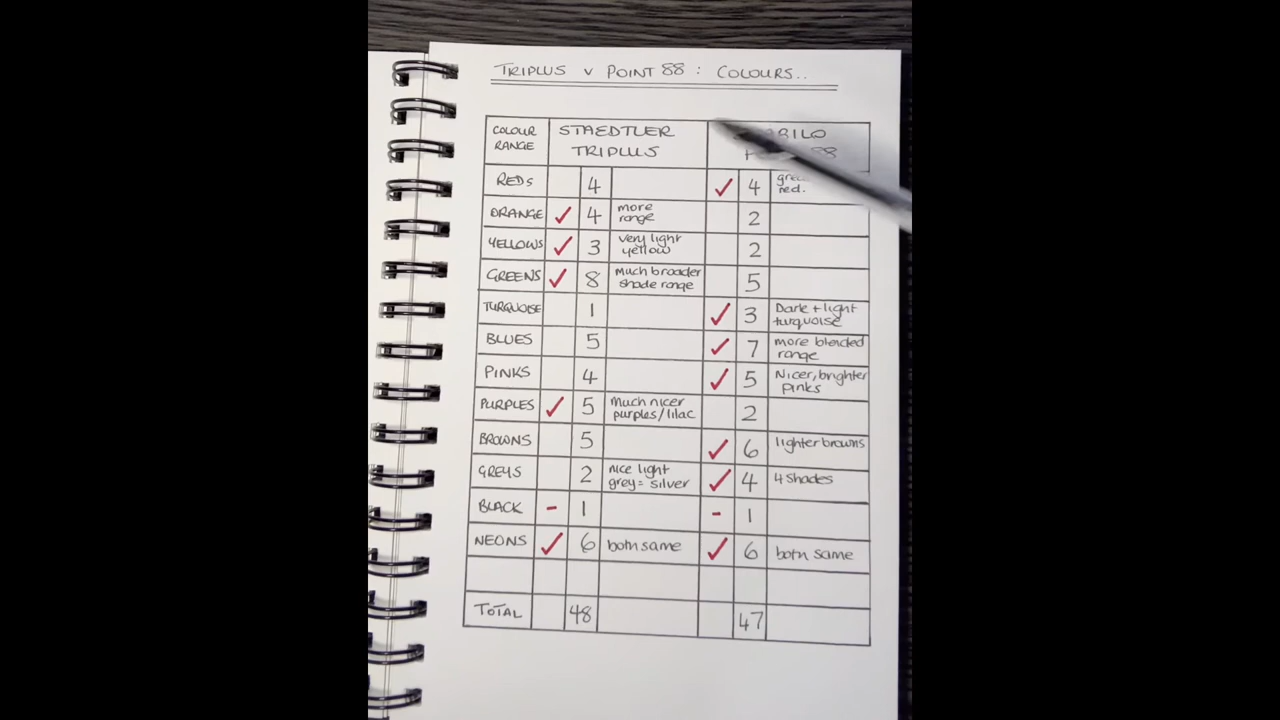 TRIPLUS v POINT 88 : COLOURS..
COLOUR RANGE STAEDTLER TRIPLUS
REDS 4 ✓ 4 red.
ORANGE ✓ 4 more range 2
YELLOWS ✓ 3 very light yellow 2
GREENS ✓ 8 Much broader shade range 5
TURQUOISE 1 ✓ 3 Dark + light turquoise
BLUES 5 ✓ 7 more blended range
PINKS 4 ✓ 5 Nicer, brighter pinks
PURPLES ✓ 5 Much nicer purples/lilac 2
BROWNS 5 ✓ 6 lighter browns
GREYS 2 nice light grey = silver ✓ 4 4 shades
BLACK - 1 - 1
NEONS ✓ 6 both same ✓ 6 both same
TOTAL 48 47